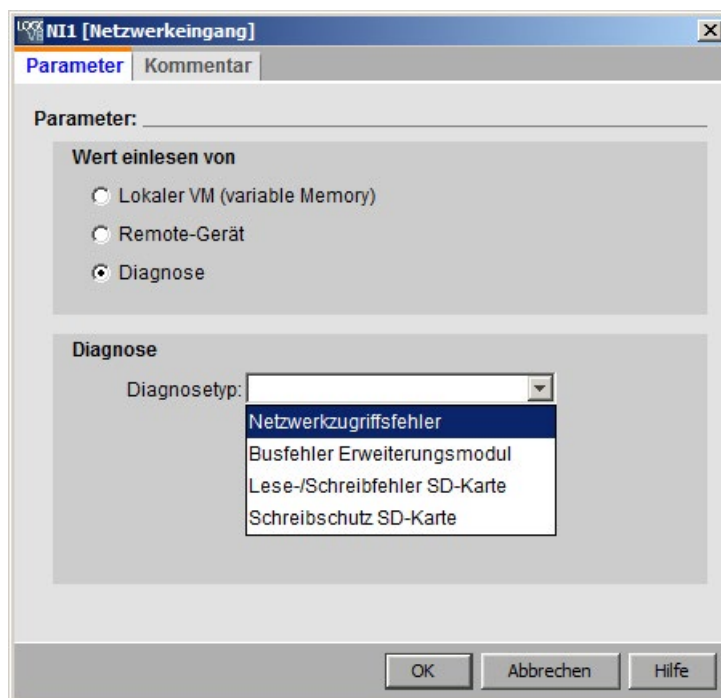 NI1 [Netzwerkeingang]
Parameter Kommentar
Parameter:
Wert einlesen von
Lokaler VM (variable Memory)
Remote-Gerät
Diagnose
Diagnose
Diagnosetyp:
Netzwerkzugriffsfehler
Busfehler Erweiterungsmodul
Lese-/Schreibfehler SD-Karte
Schreibschutz SD-Karte
OK Abbrechen Hilfe